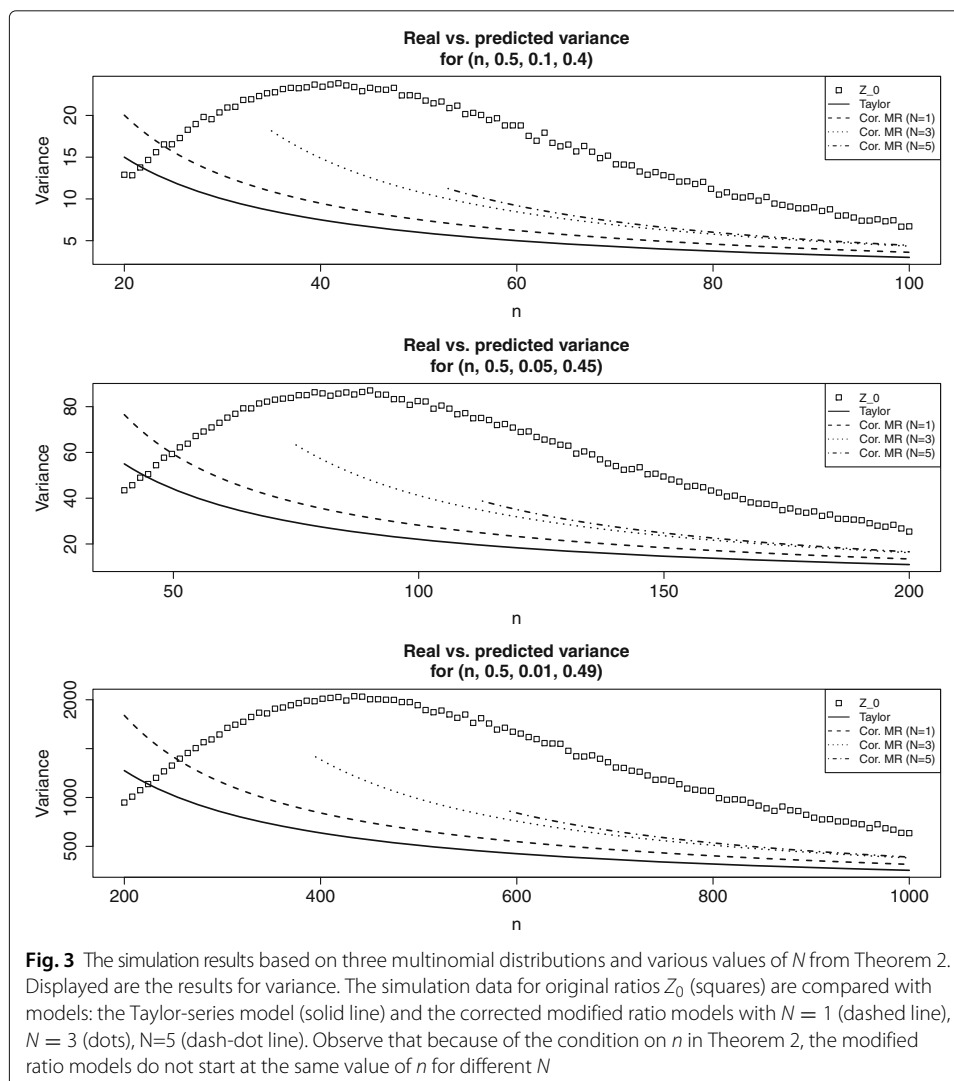 Real vs. predicted variance
for (n, 0.5, 0.1, 0.4)
Variance
20
15
10
5
Z_0
Taylor
Cor. MR (N=1)
Cor. MR (N=3)
Cor. MR (N=5)
20 40 60 80 100
n
Real vs. predicted variance
for (n, 0.5, 0.05, 0.45)
Variance
80
60
40
20
Z_0
Taylor
Cor. MR (N=1)
Cor. MR (N=3)
Cor. MR (N=5)
50 100 150 200
n
Real vs. predicted variance
for (n, 0.5, 0.01, 0.49)
Variance
2000
1000
500
Z_0
Taylor
Cor. MR (N=1)
Cor. MR (N=3)
Cor. MR (N=5)
200 400 600 800 1000
n
Fig. 3 The simulation results based on three multinomial distributions and various values of N from Theorem 2.
Displayed are the results for variance. The simulation data for original ratios Z0 (squares) are compared with
models: the Taylor-series model (solid line) and the corrected modified ratio models with N = 1 (dashed line),
N = 3 (dots), N=5 (dash-dot line). Observe that because of the condition on n in Theorem 2, the modified
ratio models do not start at the same value of n for different N